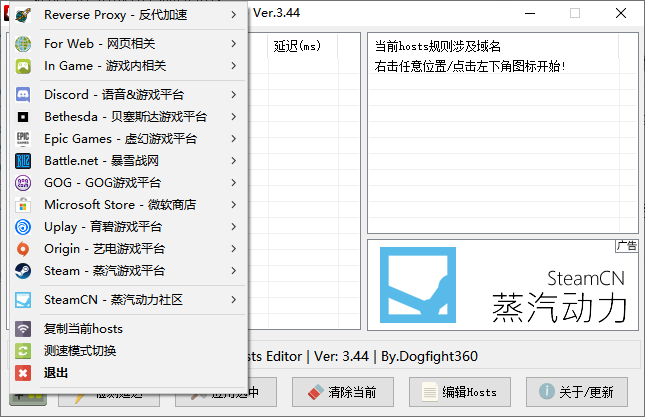 Ver.3.44
Reverse Proxy - 反代加速
For Web - 网页相关
In Game - 游戏内相关
Discord - 语音&游戏平台
Bethesda - 贝塞斯达游戏平台
Epic Games - 虚幻游戏平台
Battle.net - 暴雪战网
GOG - GOG游戏平台
Microsoft Store - 微软商店
Uplay - 育碧游戏平台
Origin - 艺电游戏平台
Steam - 蒸汽游戏平台
SteamCN - 蒸汽动力社区
复制当前hosts
测速模式切换
退出
延迟(ms)
当前hosts规则涉及域名
右击任意位置/点击左下角图标开始!
广告
SteamCN
蒸汽动力
sts Editor | Ver: 3.44 | By.Dogfight360
清除当前
编辑Hosts
关于/更新